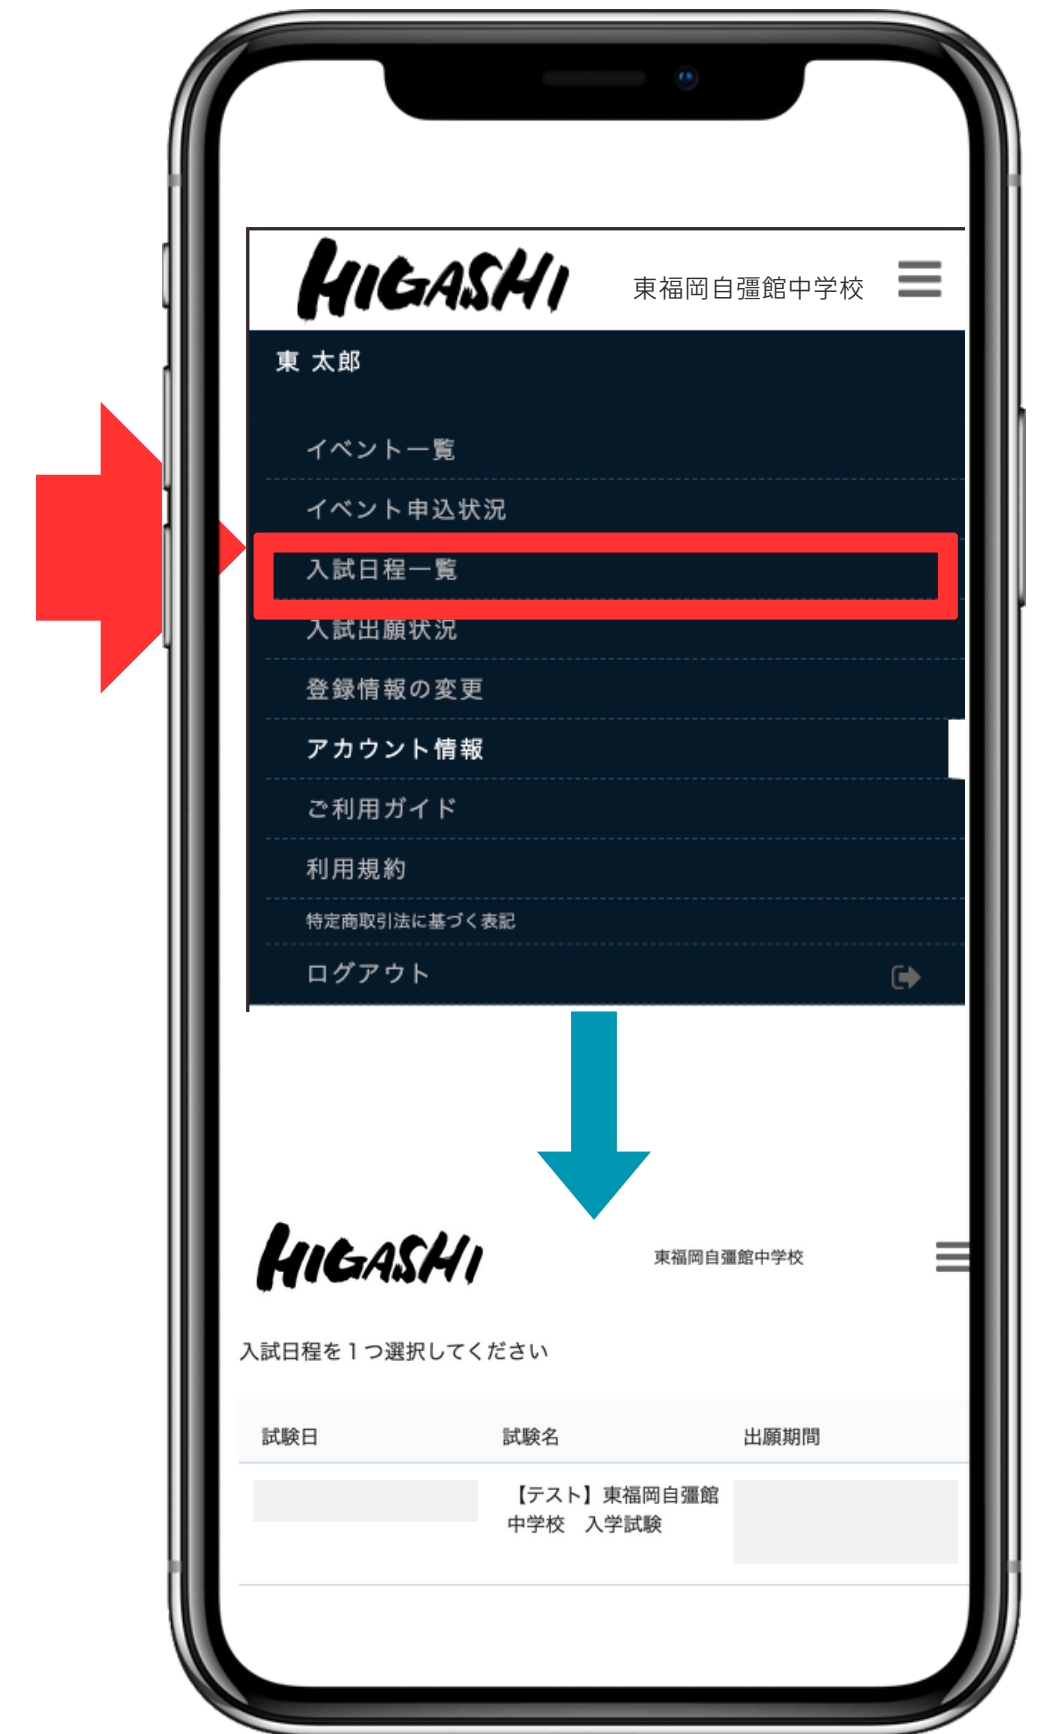 HIGASHI 東福岡自彊館中学校
東 太郎
イベント一覧
イベント申込状況
入試日程一覧
入試出願状況
登録情報の変更
アカウント情報
ご利用ガイド
利用規約
特定商取引法に基づく表記
ログアウト
HIGASHI 東福岡自彊館中学校
入試日程を1つ選択してください
試験日 試験名 出願期間
【テスト】東福岡自彊館
中学校 入学試験